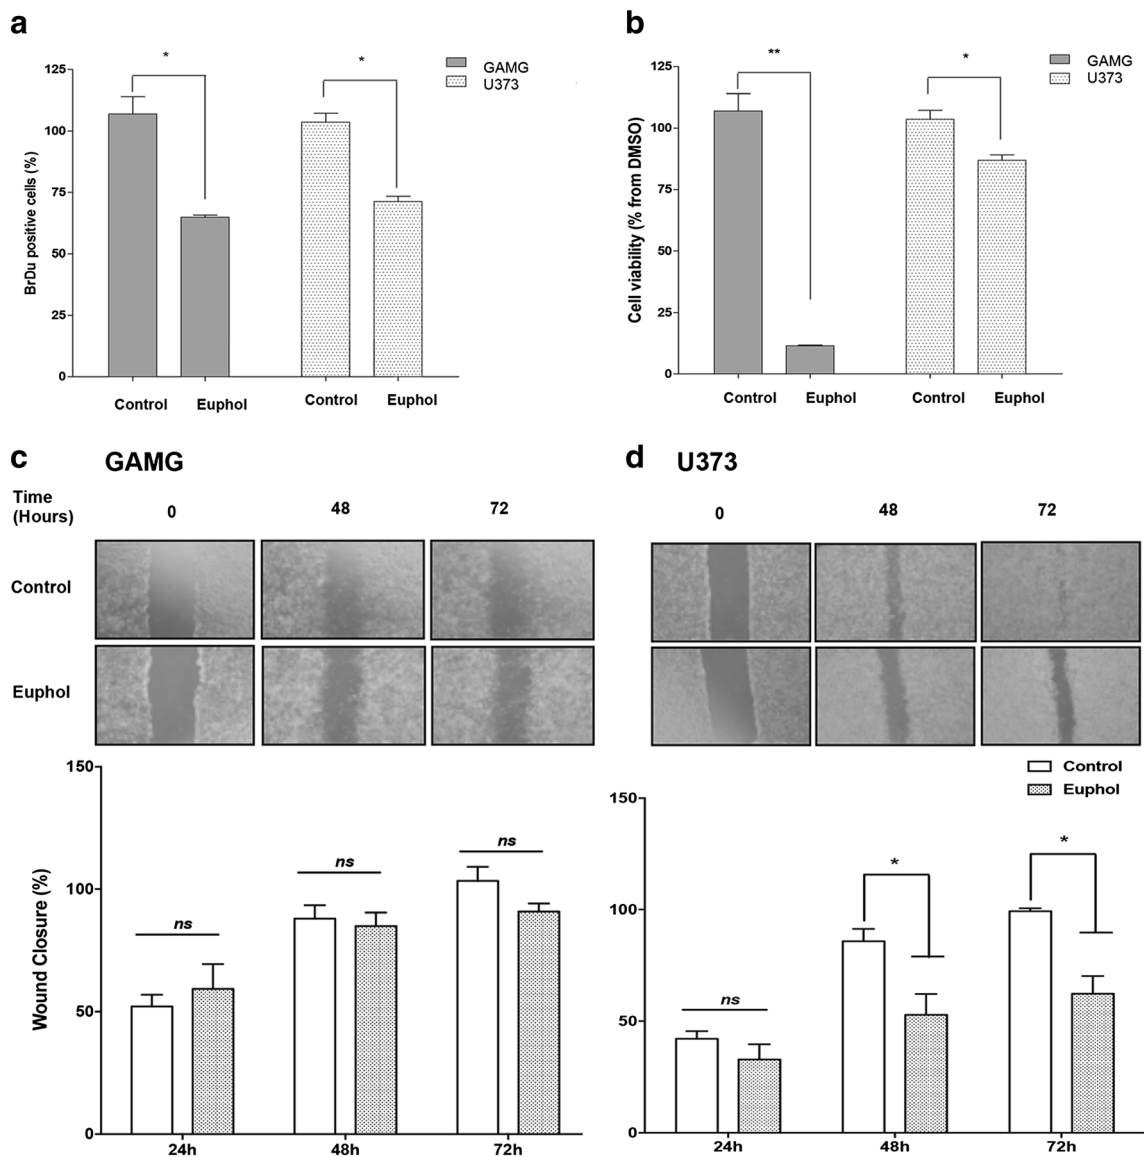 a
*
*
GAMG
U373
125
100
75
50
25
0
BrDu positive cells (%)
Control
Euphol
Control
Euphol
b
**
*
GAMG
U373
125
100
75
50
25
0
Cell viability (% from DMSO)
Control
Euphol
Control
Euphol
c
GAMG
Time
(Hours)
0
48
72
Control
Euphol
150
100
50
0
Wound Closure (%)
ns
ns
ns
24h
48h
72h
d
U373
0
48
72
Control
Euphol
150
100
50
0
ns
*
*
24h
48h
72h